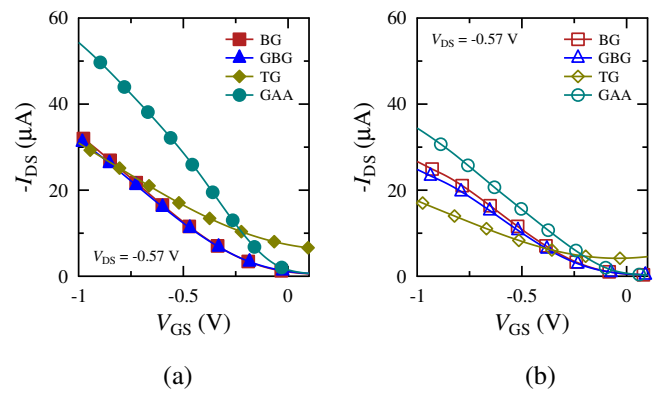 60
40
20
0
-I_DS (µA)
BG
GBG
TG
GAA
V_DS = -0.57 V
-1
-0.5
0
V_GS (V)
(a)
60
40
20
0
-I_DS (µA)
V_DS = -0.57 V
BG
GBG
TG
GAA
-1
-0.5
0
V_GS (V)
(b)